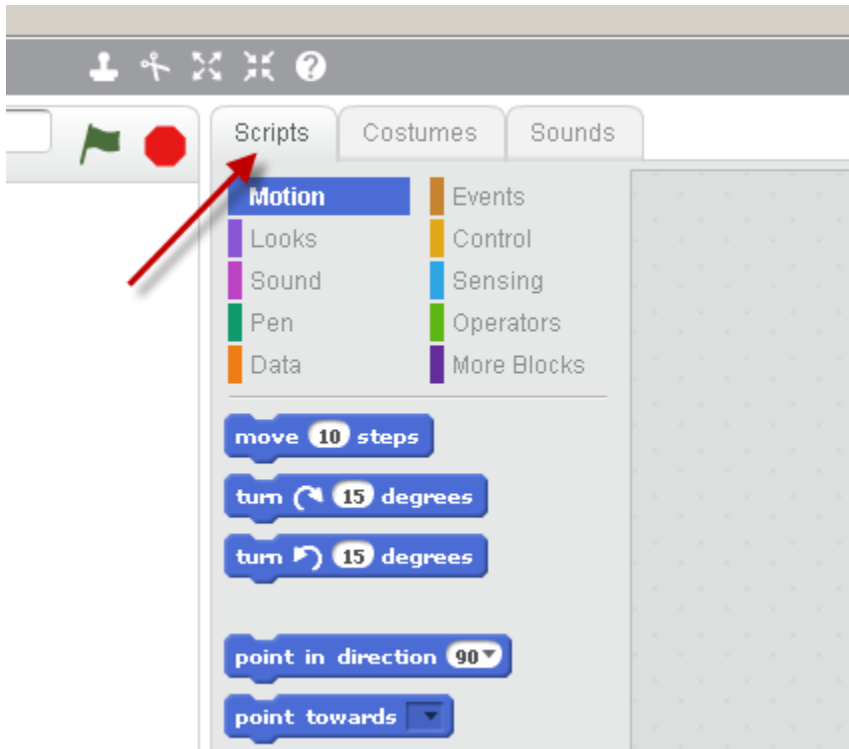 Scripts Costumes Sounds
Motion Events
Looks Control
Sound Sensing
Pen Operators
Data More Blocks
move 10 steps
turn 15 degrees
turn 15 degrees
point in direction 90
point towards